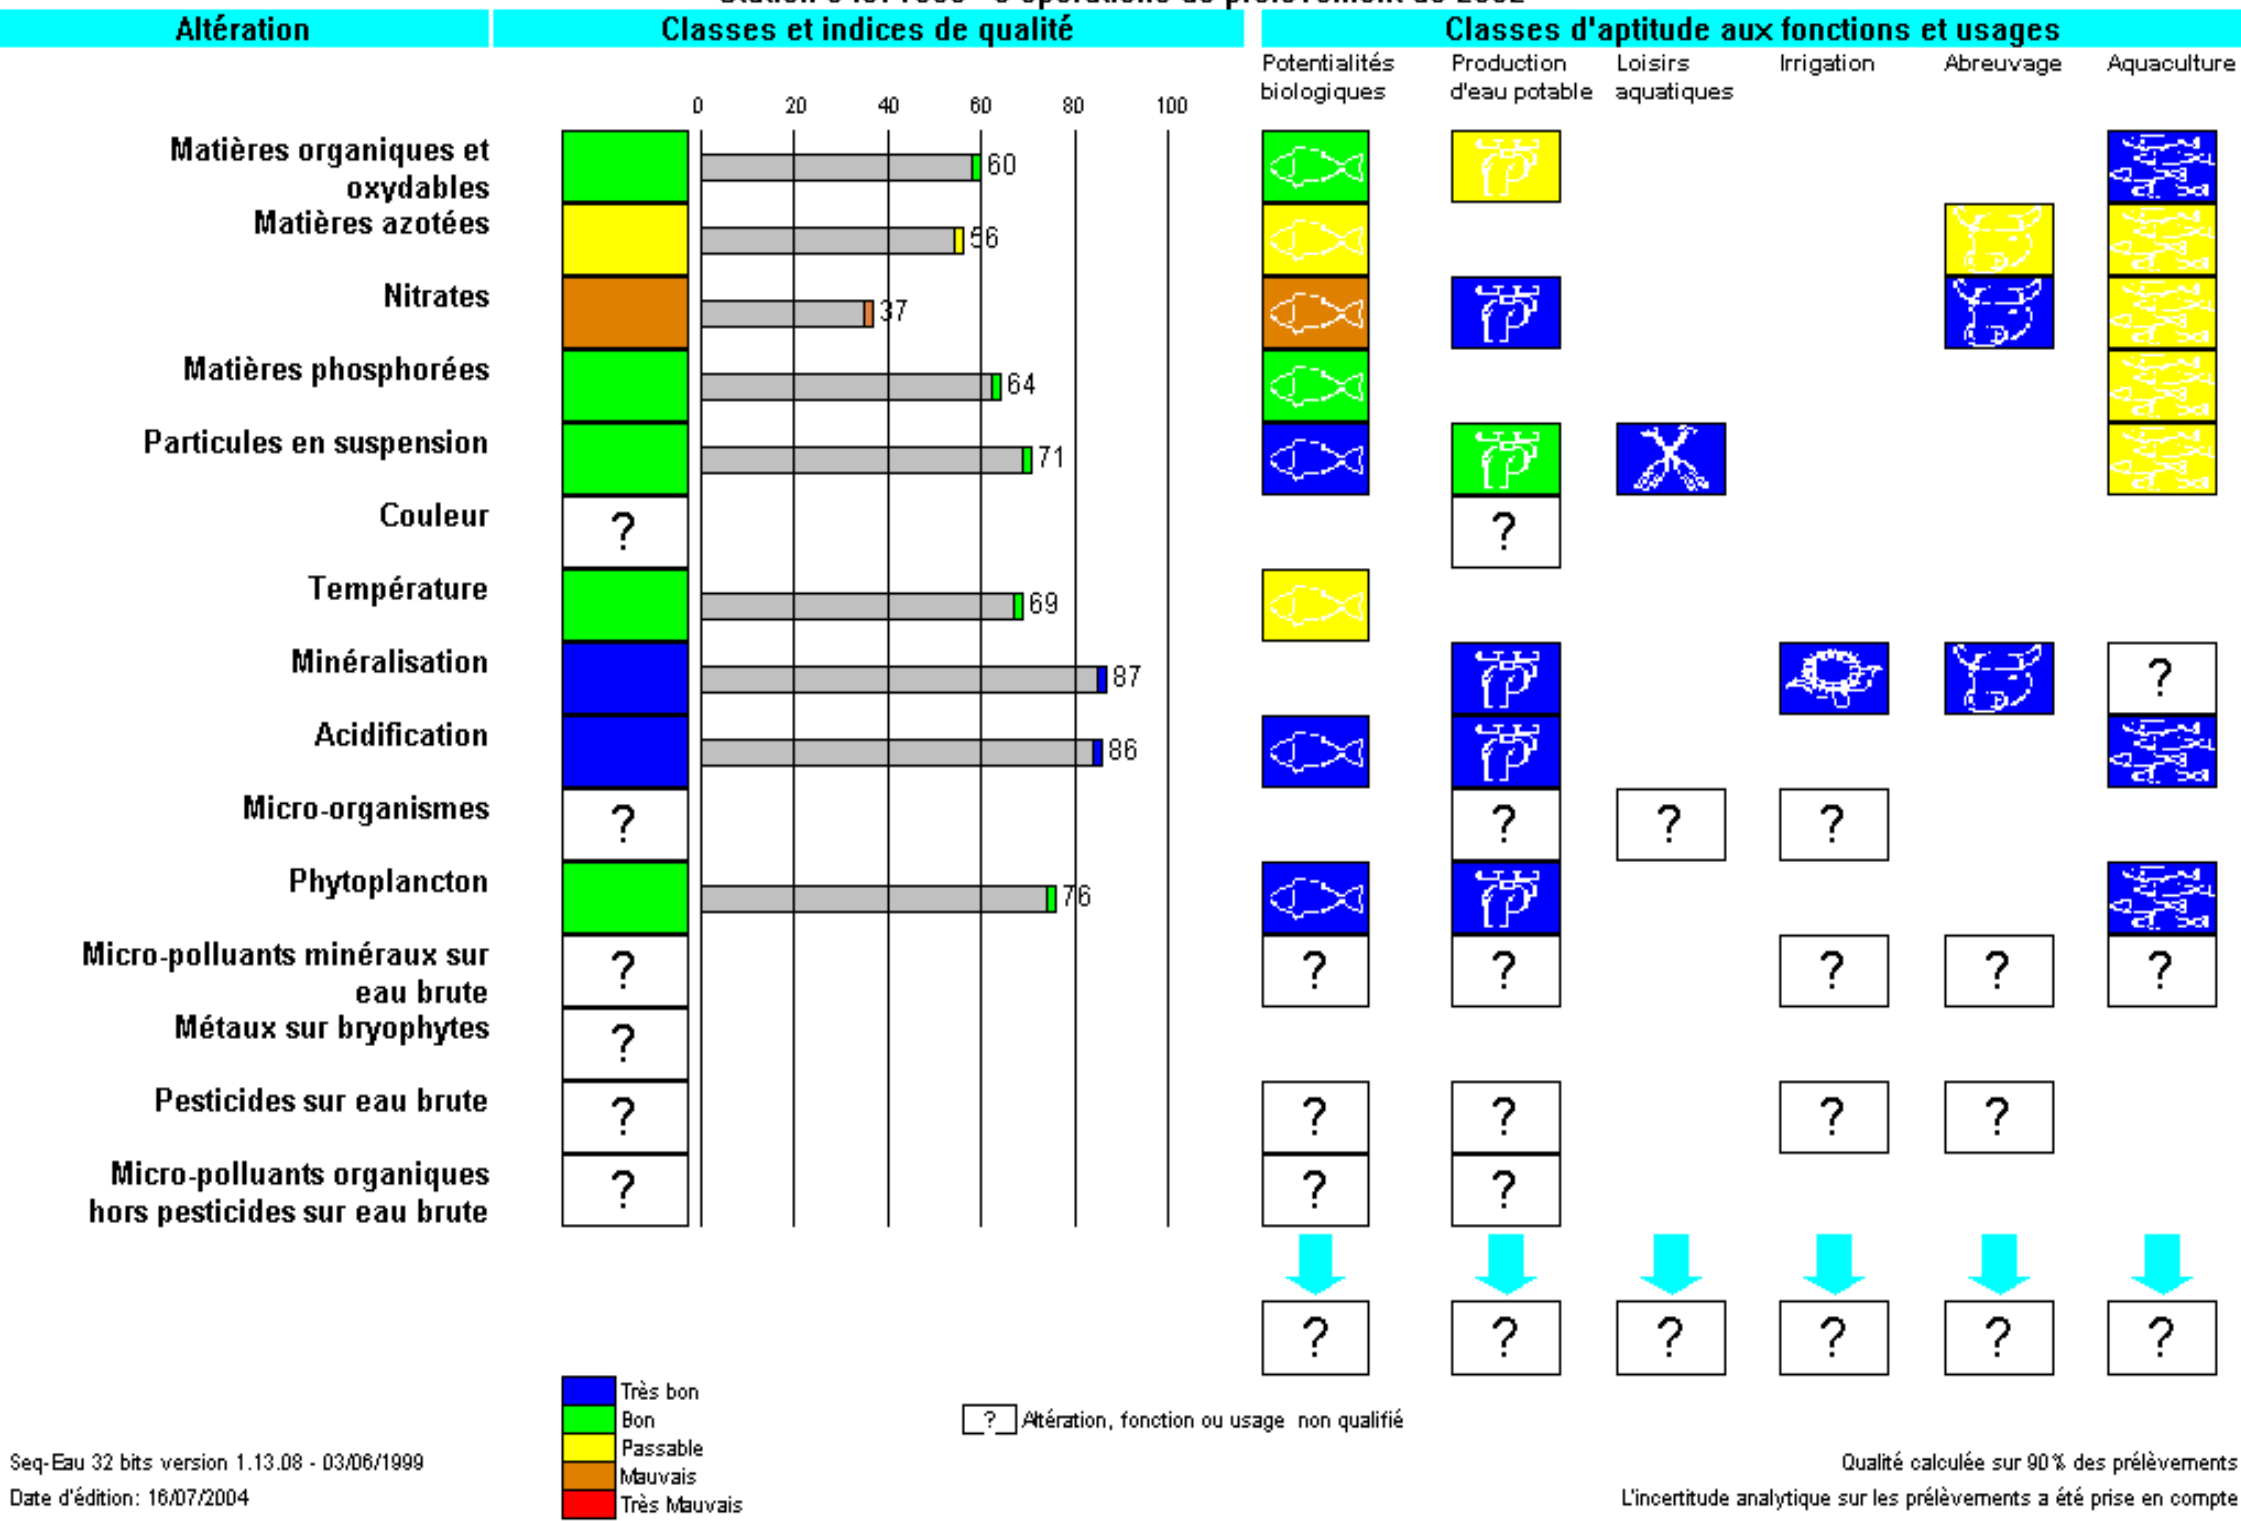 Altération
Classes et indices de qualité
Classes d'aptitude aux fonctions et usages
Potentialités
biologiques
Production
d'eau potable
Loisirs
aquatiques
Irrigation
Abreuvage
Aquaculture
0 20 40 60 80 100
Matières organiques et
oxydables
60
Matières azotées
56
Nitrates
37
Matières phosphorées
64
Particules en suspension
71
Couleur
? ?
Température
69
Minéralisation
87
?
Acidification
86
Micro-organismes
? ? ? ?
Phytoplancton
76
Micro-polluants minéraux sur
eau brute
? ? ? ? ? ?
Métaux sur bryophytes
?
Pesticides sur eau brute
? ? ? ? ?
Micro-polluants organiques
hors pesticides sur eau brute
? ? ?
? ? ? ? ? ?
Très bon
Bon
Passable
Mauvais
Très Mauvais
? Altération, fonction ou usage non qualifié
Seq-Eau 32 bits version 1.13.08 - 03/06/1999
Date d'édition: 16/07/2004
Qualité calculée sur 90% des prélèvements
L'incertitude analytique sur les prélèvements a été prise en compte